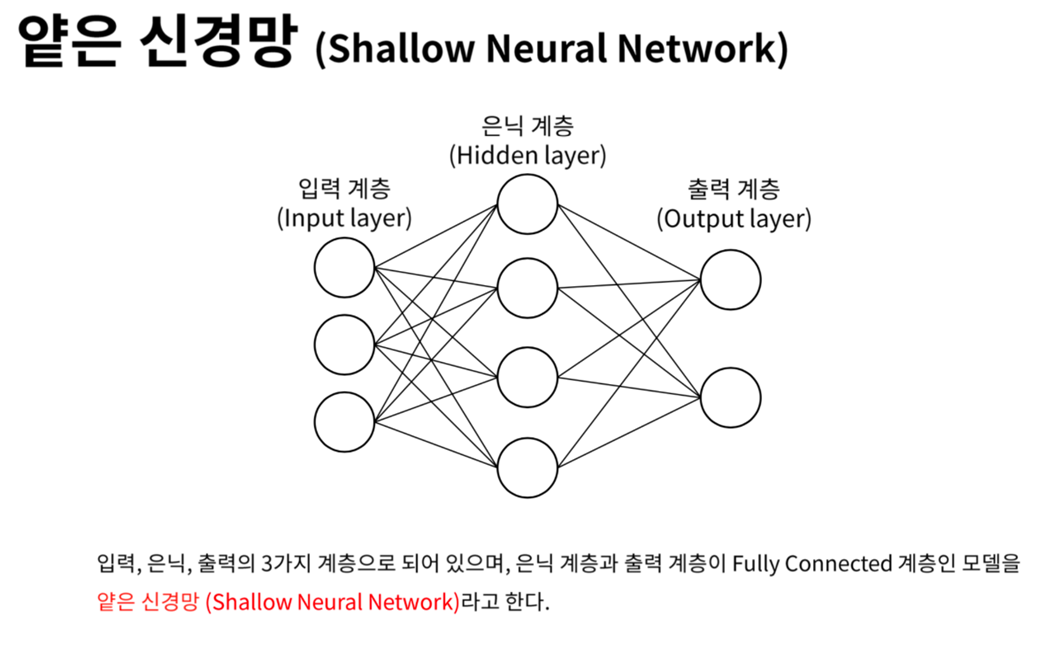 얕은 신경망 (Shallow Neural Network)
은닉 계층
(Hidden layer)
입력 계층
(Input layer)
출력 계층
(Output layer)
입력, 은닉, 출력의 3가지 계층으로 되어 있으며, 은닉 계층과 출력 계층이 Fully Connected 계층인 모델을
얕은 신경망 (Shallow Neural Network)라고 한다.